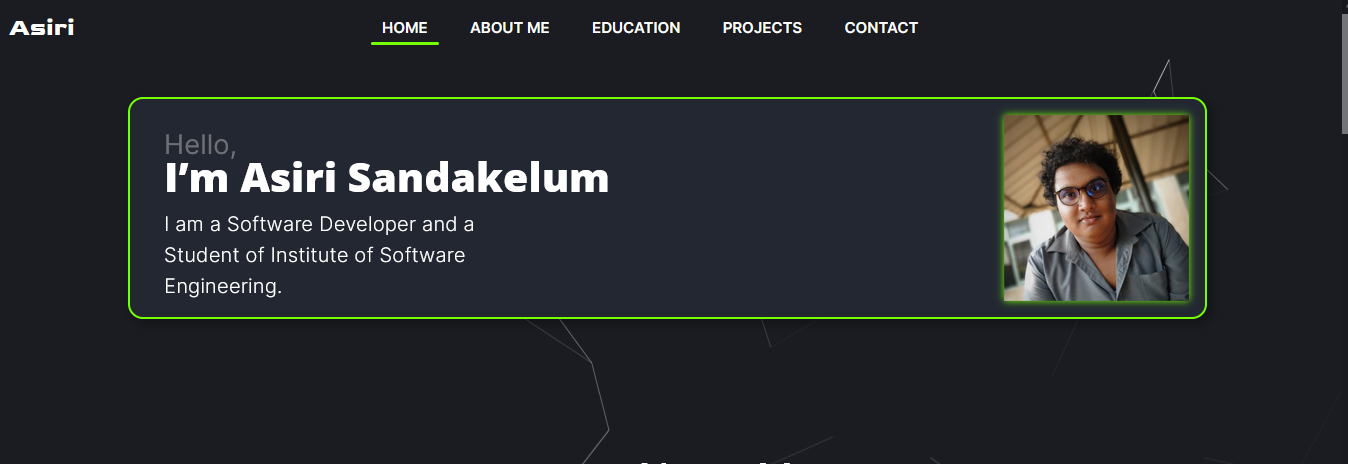 Asiri
HOME ABOUT ME EDUCATION PROJECTS CONTACT
Hello,
I’m Asiri Sandakelum
I am a Software Developer and a
Student of Institute of Software
Engineering.